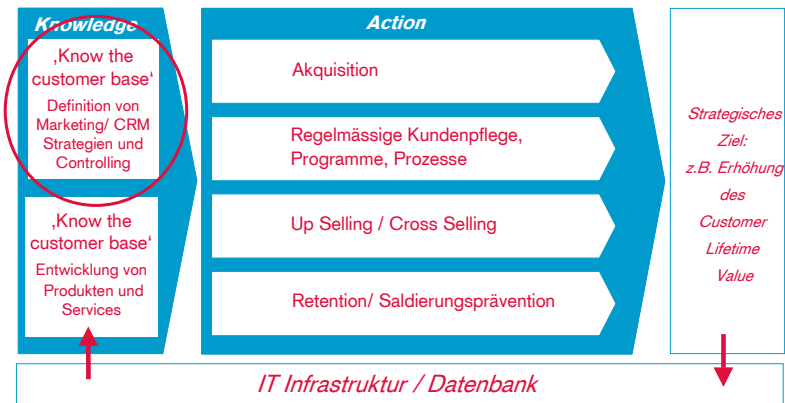 Knowledge
‚Know the
customer base‘
Definition von
Marketing/ CRM
Strategien und
Controlling
‚Know the
customer base‘
Entwicklung von
Produkten und
Services
Action
Akquisition
Regelmässige Kundenpflege,
Programme, Prozesse
Up Selling / Cross Selling
Retention/ Saldierungsprävention
Strategisches
Ziel:
z.B. Erhöhung
des
Customer
Lifetime
Value
IT Infrastruktur / Datenbank